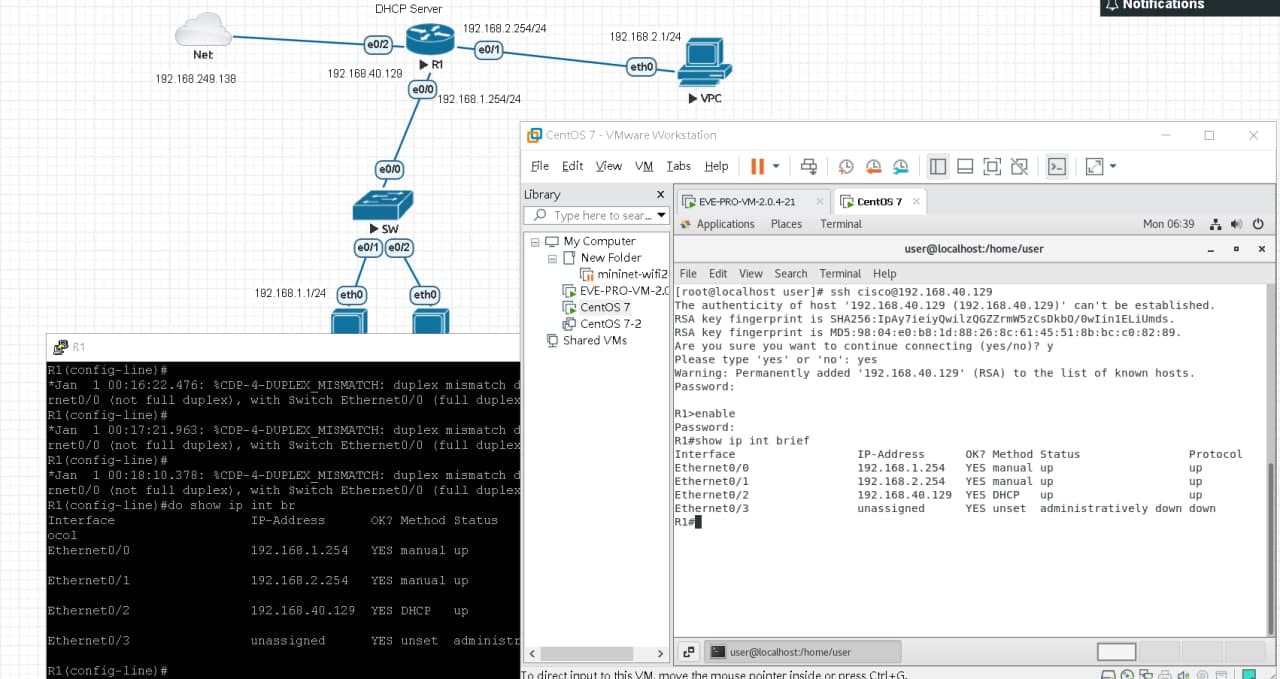 Notifications
DHCP Server
192.168.2.254/24
192.168.2.1/24
e0/2
e0/1
Net
R1
eth0
192.168.249.138
192.168.40.129
e0/0
192.168.1.254/24
VPC
e0/0
SW
e0/1
e0/2
192.168.1.1/24
eth0
eth0
CentOS 7 - VMware Workstation
File Edit View VM Tabs Help
Library
Type here to sear...
My Computer
New Folder
mininet-wifi2
EVE-PRO-VM-2.0
CentOS 7
CentOS 7-2
Shared VMs
EVE-PRO-VM-2.0.4-21
CentOS 7
Applications Places Terminal
Mon 06:39
user@localhost:/home/user
File Edit View Search Terminal Help
[root@localhost user]# ssh cisco@192.168.40.129
The authenticity of host '192.168.40.129 (192.168.40.129)' can't be established.
RSA key fingerprint is SHA256:IpAy7ieiyQwilzQGZZrmW5zCsDkbO/0wIin1ELiUmds.
RSA key fingerprint is MD5:98:04:e0:b8:1d:88:26:8c:61:45:51:8b:bc:c0:82:89.
Are you sure you want to continue connecting (yes/no)? y
Please type 'yes' or 'no': yes
Warning: Permanently added '192.168.40.129' (RSA) to the list of known hosts.
Password:
R1>enable
Password:
R1#show ip int brief
Interface IP-Address OK? Method Status Protocol
Ethernet0/0 192.168.1.254 YES manual up up
Ethernet0/1 192.168.2.254 YES manual up up
Ethernet0/2 192.168.40.129 YES DHCP up up
Ethernet0/3 unassigned YES unset administratively down down
R1#
user@localhost:/home/user
To direct input to this VM, move the mouse pointer inside or press Ctrl+G.
R1
R1(config-line)#
*Jan 1 00:16:22.476: %CDP-4-DUPLEX_MISMATCH: duplex mismatch d
rnet0/0 (not full duplex), with Switch Ethernet0/0 (full duplex
R1(config-line)#
*Jan 1 00:17:21.963: %CDP-4-DUPLEX_MISMATCH: duplex mismatch d
rnet0/0 (not full duplex), with Switch Ethernet0/0 (full duplex
R1(config-line)#
*Jan 1 00:18:10.378: %CDP-4-DUPLEX_MISMATCH: duplex mismatch d
rnet0/0 (not full duplex), with Switch Ethernet0/0 (full duplex
R1(config-line)#do show ip int br
Interface IP-Address OK? Method Status
ocol
Ethernet0/0 192.168.1.254 YES manual up
Ethernet0/1 192.168.2.254 YES manual up
Ethernet0/2 192.168.40.129 YES DHCP up
Ethernet0/3 unassigned YES unset administr
R1(config-line)#